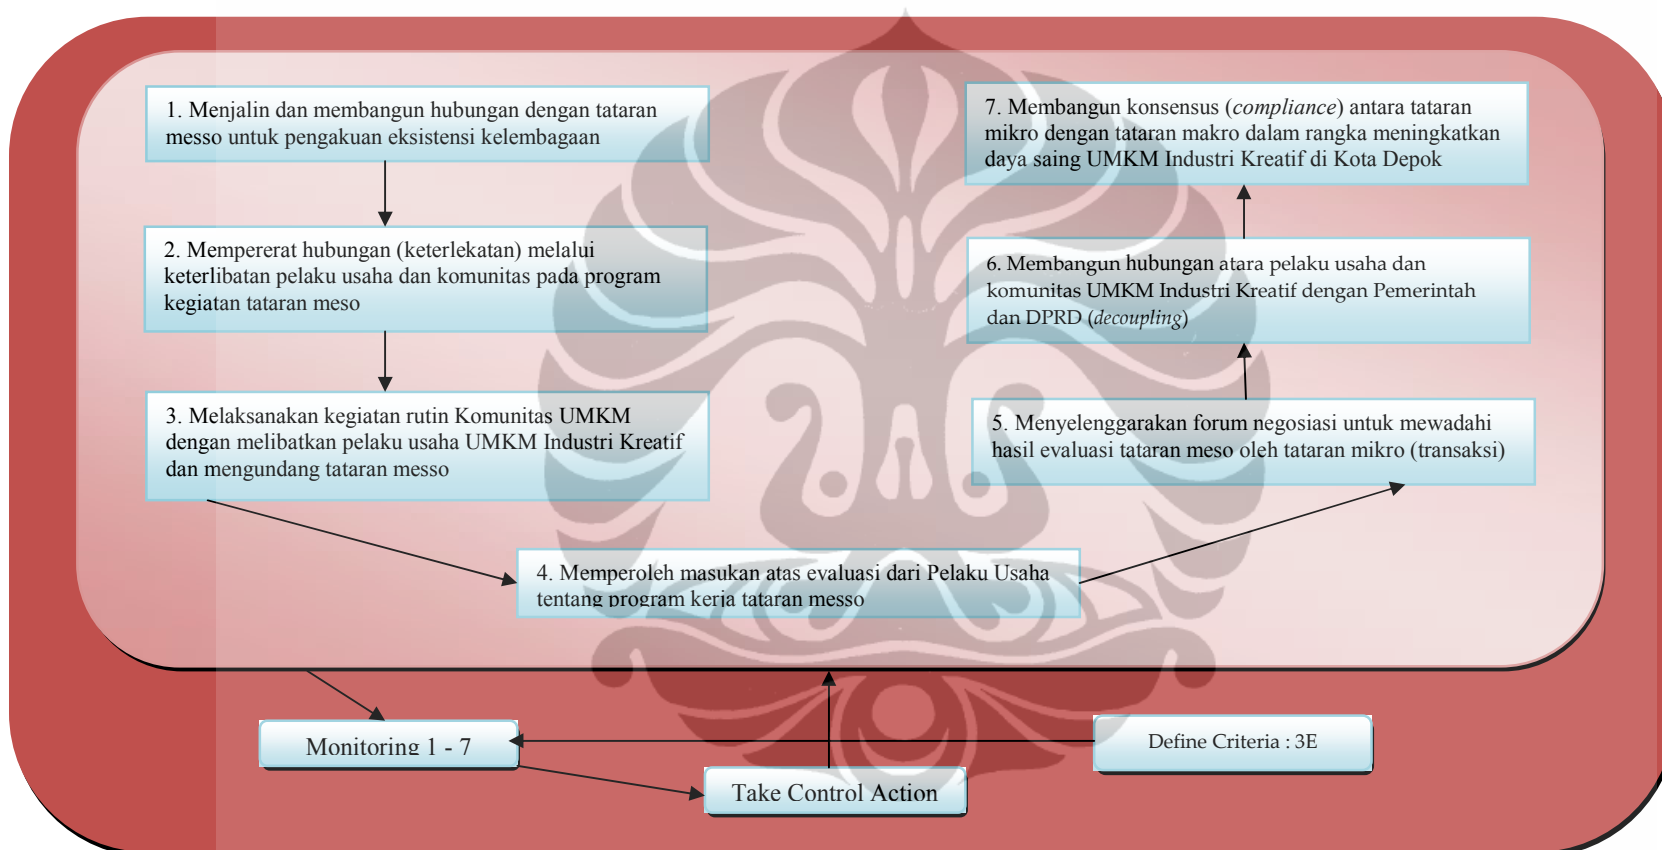 1. Menjalin dan membangun hubungan dengan tataran
messo untuk pengakuan eksistensi kelembagaan
2. Mempererat hubungan (keterlekatan) melalui
keterlibatan pelaku usaha dan komunitas pada program
kegiatan tataran meso
3. Melaksanakan kegiatan rutin Komunitas UMKM
dengan melibatkan pelaku usaha UMKM Industri Kreatif
dan mengundang tataran messo
4. Memperoleh masukan atas evaluasi dari Pelaku Usaha
tentang program kerja tataran messo
5. Menyelenggarakan forum negosiasi untuk mewadahi
hasil evaluasi tataran meso oleh tataran mikro (transaksi)
6. Membangun hubungan atara pelaku usaha dan
komunitas UMKM Industri Kreatif dengan Pemerintah
dan DPRD (decoupling)
7. Membangun konsensus (compliance) antara tataran
mikro dengan tataran makro dalam rangka meningkatkan
daya saing UMKM Industri Kreatif di Kota Depok
Monitoring 1 - 7
Take Control Action
Define Criteria : 3E